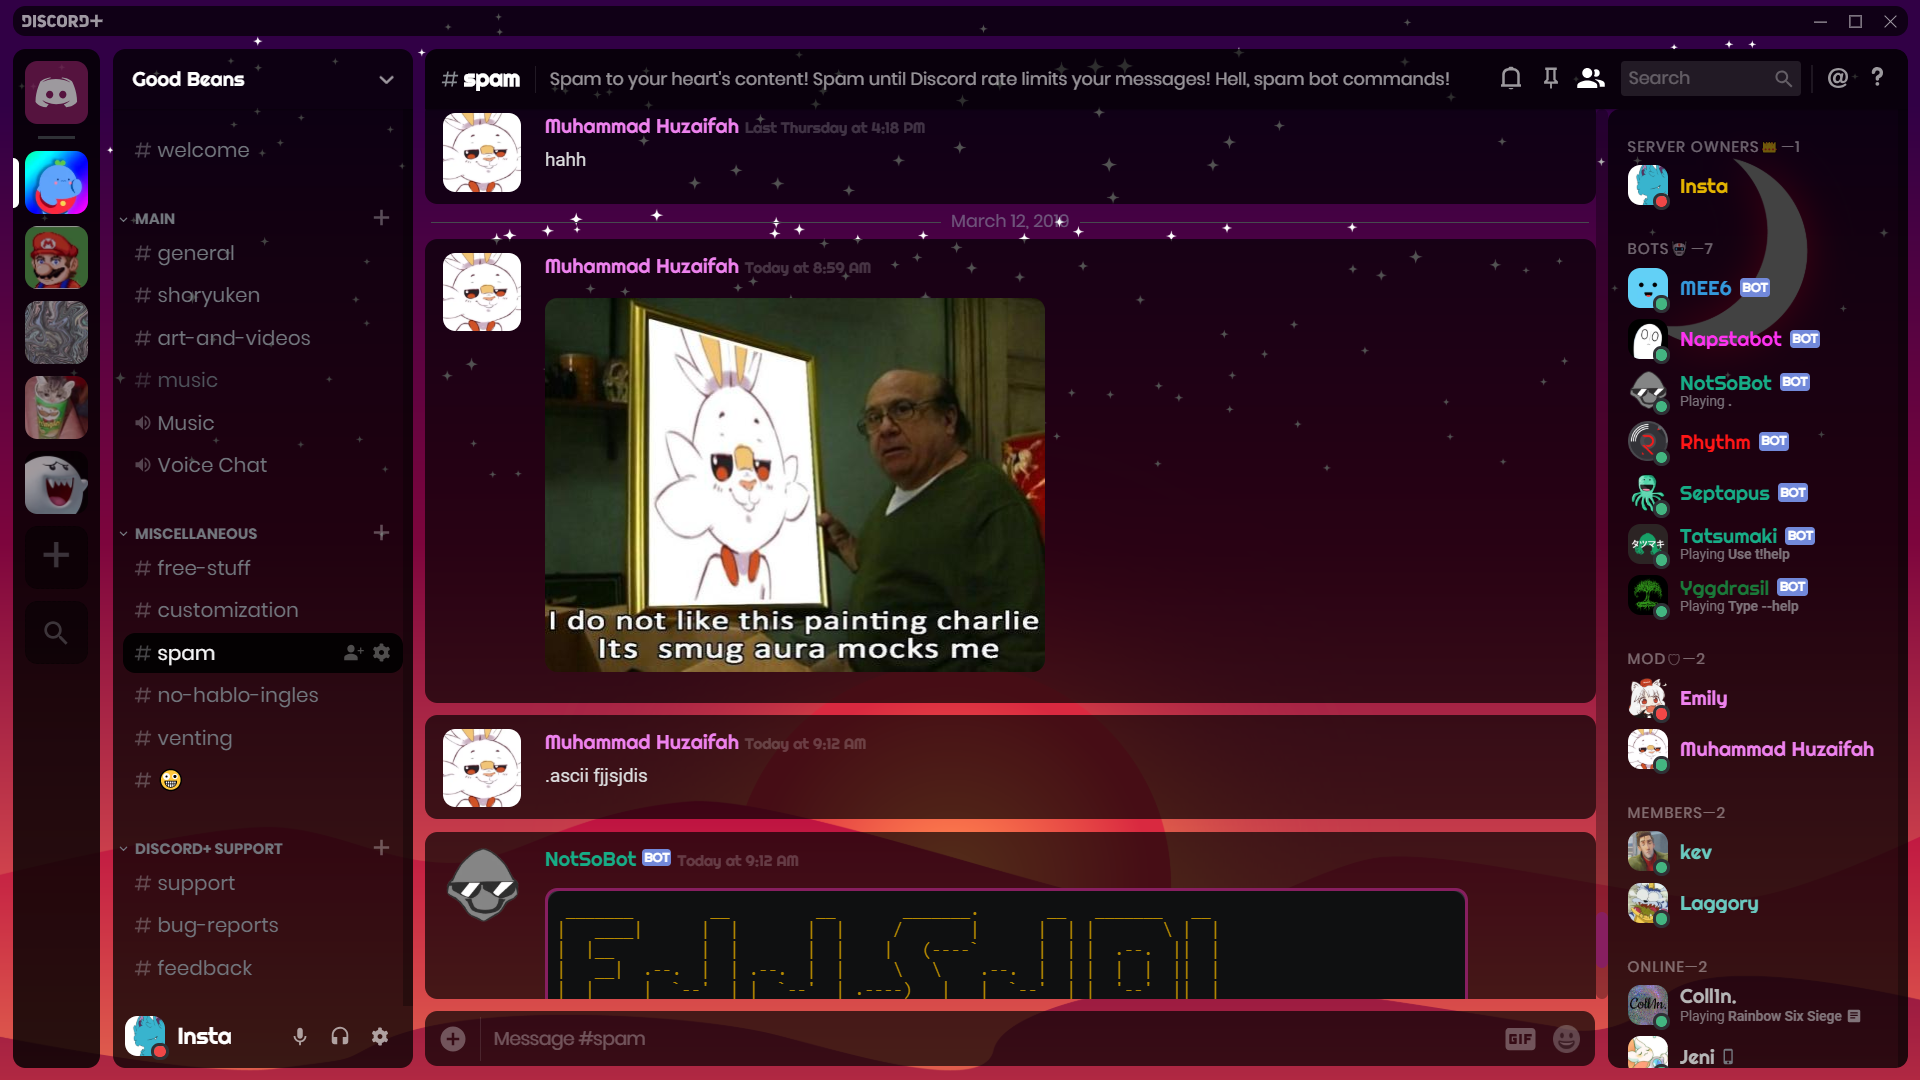 DISCORD+
Good Beans
# welcome
MAIN
# general
# shoryuken
# art-and-videos
# music
Music
Voice Chat
MISCELLANEOUS
# free-stuff
# customization
# spam
# no-hablo-ingles
# venting
#
DISCORD+ SUPPORT
# support
# bug-reports
# feedback
Insta
# spam
Spam to your heart's content! Spam until Discord rate limits your messages! Hell, spam bot commands!
Search
@ ?
Muhammad Huzaifah Last Thursday at 4:18 PM
hahh
March 12, 2019
Muhammad Huzaifah Today at 8:59 AM
I do not like this painting charlie
Its smug aura mocks me
Muhammad Huzaifah Today at 9:12 AM
.ascii fjjsjdis
NotSoBot BOT Today at 9:12 AM
Message #spam
GIF
SERVER OWNERS—1
Insta
BOTS—7
MEE6 BOT
Napstabot BOT
NotSoBot BOT
Playing .
Rhythm BOT
Septapus BOT
タツマキ
Tatsumaki BOT
Playing Use t!help
Yggdrasil BOT
Playing Type --help
MOD—2
Emily
Muhammad Huzaifah
MEMBERS—2
kev
Laggory
ONLINE—2
Coll1n.
Coll1n.
Playing Rainbow Six Siege
Jeni